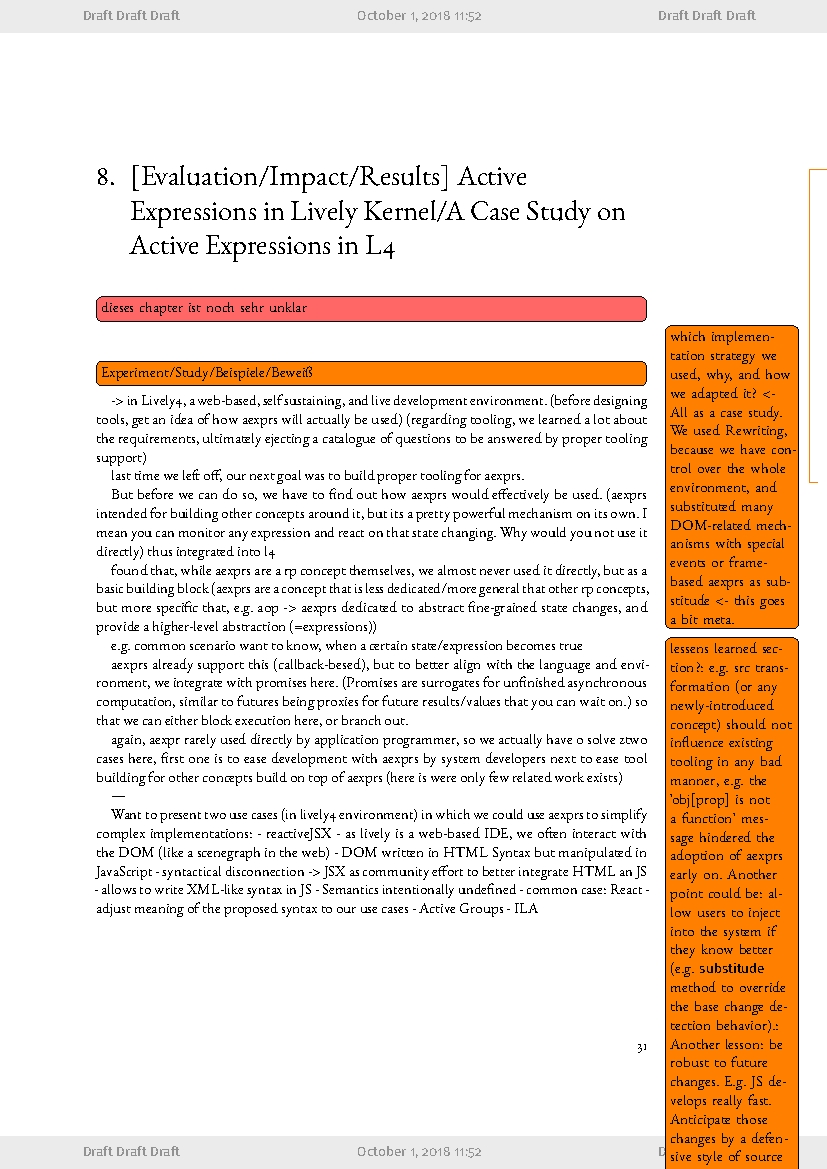 Draft Draft Draft October 1, 2018 11:52 Draft Draft Draft
8. [Evaluation/Impact/Results] Active
Expressions in Lively Kernel/A Case Study on
Active Expressions in L4
dieses chapter ist noch sehr unklar
Experiment/Study/Beispiele/Beweiß
-> in Lively4, a web-based, self sustaining, and live development environment. (before designing
tools, get an idea of how aexprs will actually be used) (regarding tooling, we learned a lot about
the requirements, ultimately ejecting a catalogue of questions to be answered by proper tooling
support)
last time we left off, our next goal was to build proper tooling for aexprs.
But before we can do so, we have to find out how aexprs would effectively be used. (aexprs
intended for building other concepts around it, but its a pretty powerful mechanism on its own. I
mean you can monitor any expression and react on that state changing. Why would you not use it
directly) thus integrated into l4
found that, while aexprs are a rp concept themselves, we almost never used it directly, but as a
basic building block (aexprs are a concept that is less dedicated/more general that other rp concepts,
but more specific that, e.g. aop -> aexprs dedicated to abstract fine-grained state changes, and
provide a higher-level abstraction (=expressions))
e.g. common scenario want to know, when a certain state/expression becomes true
aexprs already support this (callback-besed), but to better align with the language and envi-
ronment, we integrate with promises here. (Promises are surrogates for unfinished asynchronous
computation, similar to futures being proxies for future results/values that you can wait on.) so
that we can either block execution here, or branch out.
again, aexpr rarely used directly by application programmer, so we actually have o solve ztwo
cases here, first one is to ease development with aexprs by system developers next to ease tool
building for other concepts build on top of aexprs (here is were only few related work exists)
—
Want to present two use cases (in lively4 environment) in which we could use aexprs to simplify
complex implementations: - reactiveJSX - as lively is a web-based IDE, we often interact with
the DOM (like a scenegraph in the web) - DOM written in HTML Syntax but manipulated in
JavaScript - syntactical disconnection -> JSX as community effort to better integrate HTML an JS
- allows to write XML-like syntax in JS - Semantics intentionally undefined - common case: React -
adjust meaning of the proposed syntax to our use cases - Active Groups - ILA
which implemen-
tation strategy we
used, why, and how
we adapted it? <-
All as a case study.
We used Rewriting,
because we have con-
trol over the whole
environment, and
substituted many
DOM-related mech-
anisms with special
events or frame-
based aexprs as sub-
stitude <- this goes
a bit meta.
lessens learned sec-
tion?: e.g. src trans-
formation (or any
newly-introduced
concept) should not
influence existing
tooling in any bad
manner, e.g. the
'obj[prop] is not
a function' mes-
sage hindered the
adoption of aexprs
early on. Another
point could be: al-
low users to inject
into the system if
they know better
(e.g. substitude
method to override
the base change de-
tection behavior).:
Another lesson: be
robust to future
changes. E.g. JS de-
velops really fast.
Anticipate those
changes by a defen-
sive style of source
31
Draft Draft Draft October 1, 2018 11:52